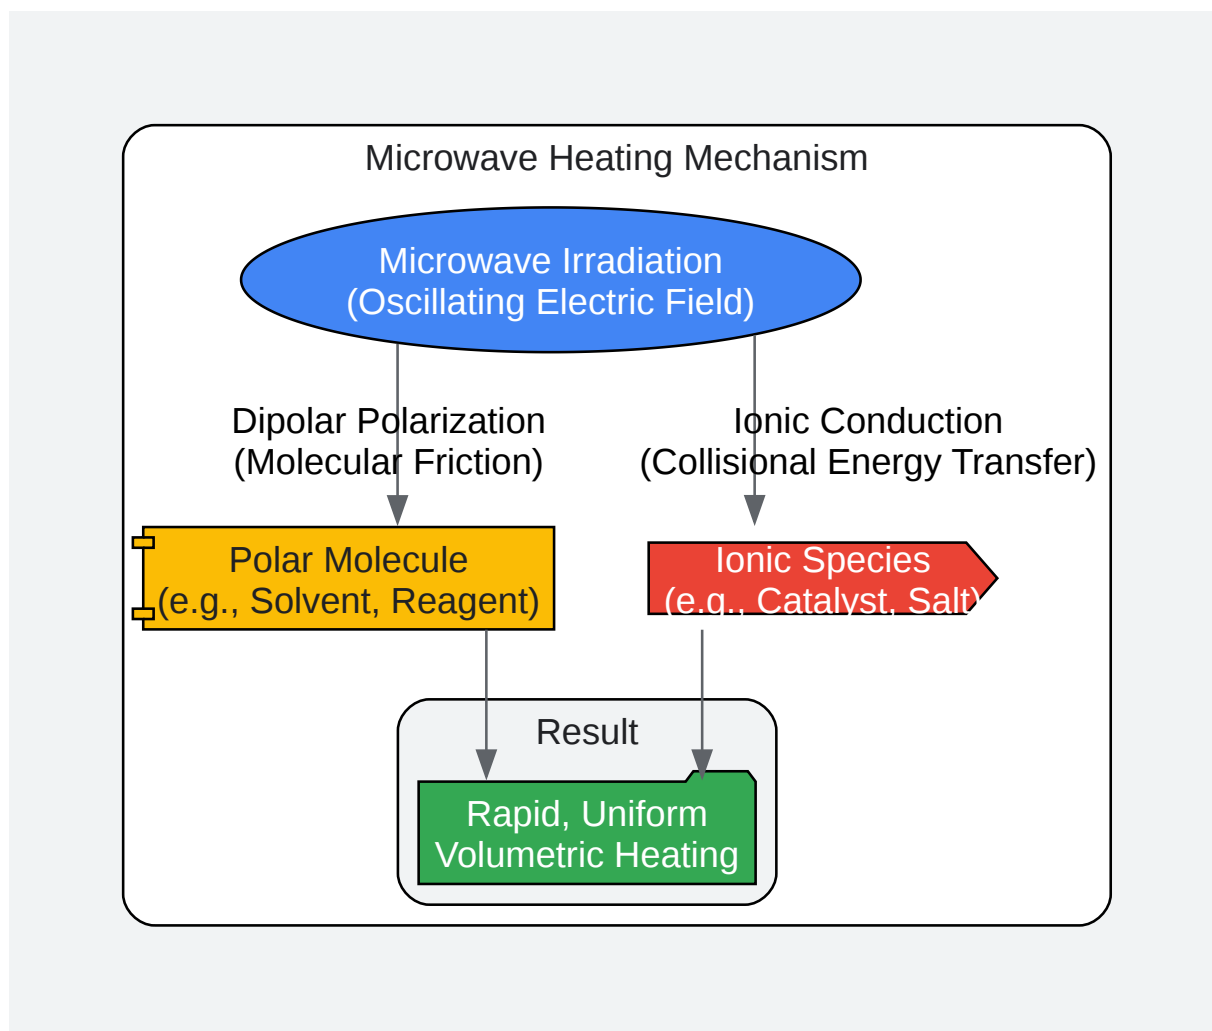 Microwave Heating Mechanism
Microwave Irradiation
(Oscillating Electric Field)
Dipolar Polarization
(Molecular Friction)
Ionic Conduction
(Collisional Energy Transfer)
Polar Molecule
(e.g., Solvent, Reagent)
Ionic Species
(e.g., Catalyst, Salt)
Result
Rapid, Uniform
Volumetric Heating